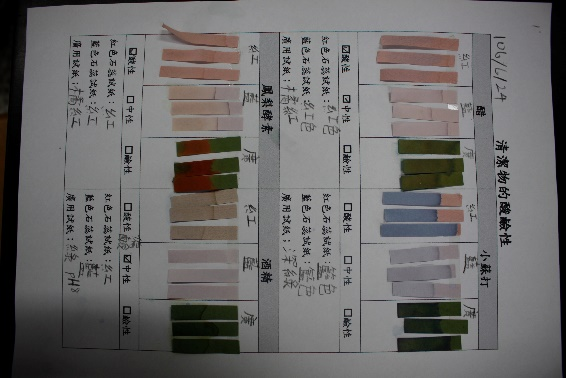 106/6/24
清潔物的酸鹼性
醋
紅
藍
廣
☑酸性
☐中性
☐鹼性
紅色石蕊試紙：紅色
藍色石蕊試紙：紅色
廣用試紙：
小蘇打
紅
藍
廣
☐酸性
☐中性
☐鹼性
紅色石蕊試紙：藍色
藍色石蕊試紙：藍色
廣用試紙：深綠
鳳梨酵素
紅
藍
廣
☑酸性
☐中性
☐鹼性
紅色石蕊試紙：紅
藍色石蕊試紙：紅
廣用試紙：
酒精
紅
藍
廣
☐酸性
☑中性
☐鹼性
紅色石蕊試紙：紅
藍色石蕊試紙：藍
廣用試紙：綠 pH8